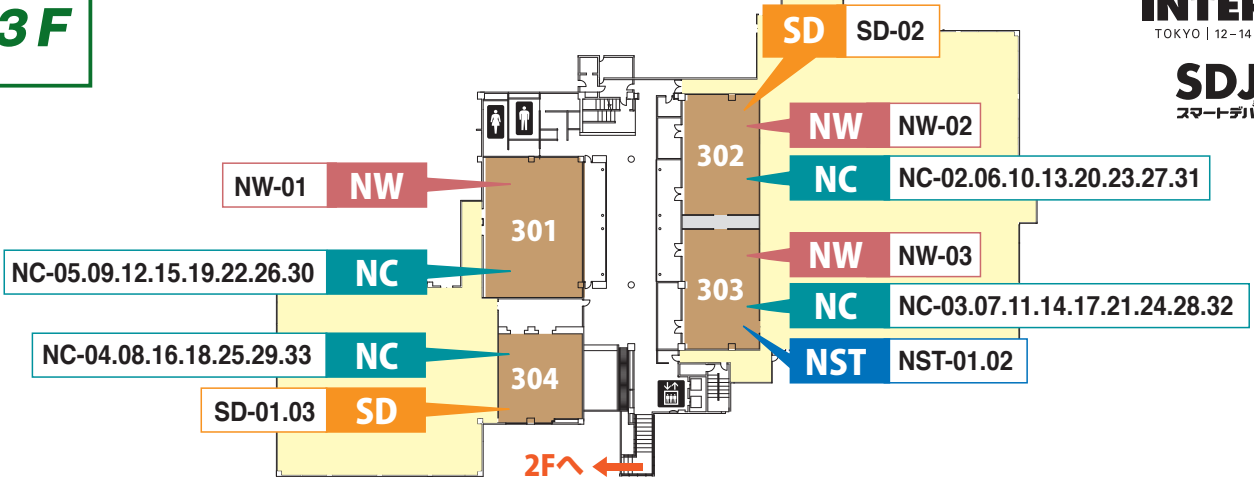 3F
INTER
TOKYO | 12-14
SDJ
スマートデバ
SD SD-02
NW NW-02
302
NC NC-02.06.10.13.20.23.27.31
NW-01 NW
301
NC-05.09.12.15.19.22.26.30 NC
NW NW-03
303
NC NC-03.07.11.14.17.21.24.28.32
NST NST-01.02
NC-04.08.16.18.25.29.33 NC
304
SD-01.03 SD
2Fへ